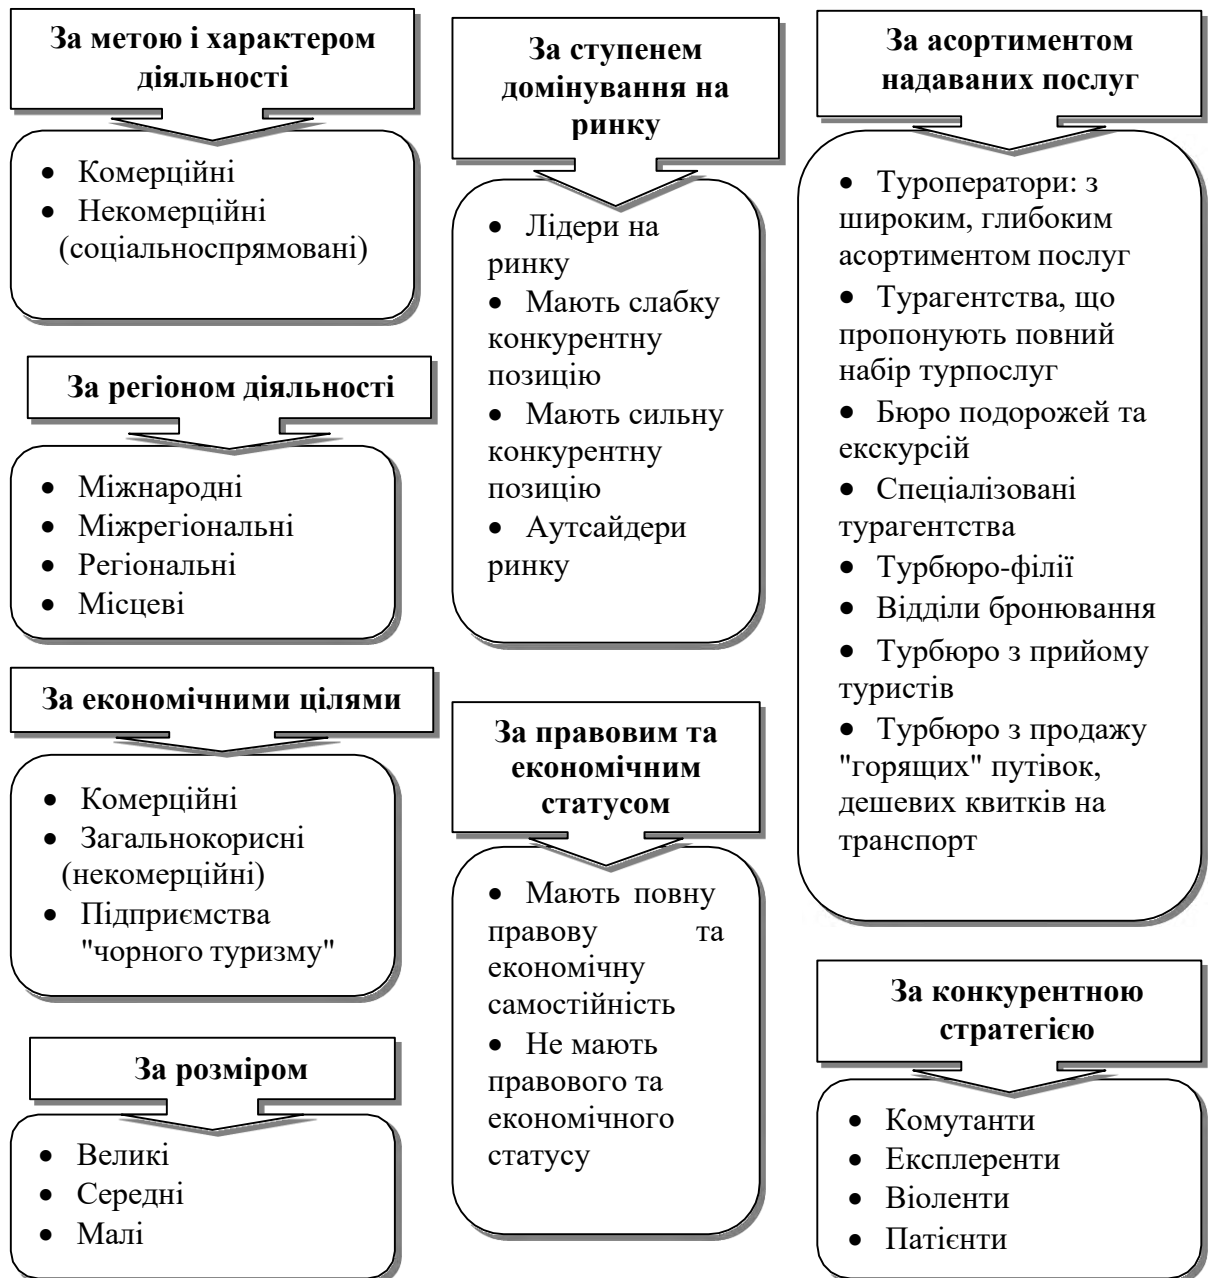 За метою і характером
діяльності
• Комерційні
• Некомерційні
(соціальноспрямовані)
За регіоном діяльності
• Міжнародні
• Міжрегіональні
• Регіональні
• Місцеві
За економічними цілями
• Комерційні
• Загальнокорисні
(некомерційні)
• Підприємства
"чорного туризму"
За розміром
• Великі
• Середні
• Малі
За ступенем
домінування на
ринку
• Лідери на
ринку
• Мають слабку
конкурентну
позицію
• Мають сильну
конкурентну
позицію
• Аутсайдери
ринку
За правовим та
економічним
статусом
• Мають повну
правову та
економічну
самостійність
• Не мають
правового та
економічного
статусу
За асортиментом
надаваних послуг
• Туроператори: з
широким, глибоким
асортиментом послуг
• Турагентства, що
пропонують повний
набір турпослуг
• Бюро подорожей та
екскурсій
• Спеціалізовані
турагентства
• Турбюро-філії
• Відділи бронювання
• Турбюро з прийому
туристів
• Турбюро з продажу
"горящих" путівок,
дешевих квитків на
транспорт
За конкурентною
стратегією
• Комутанти
• Експлеренти
• Віоленти
• Патієнти